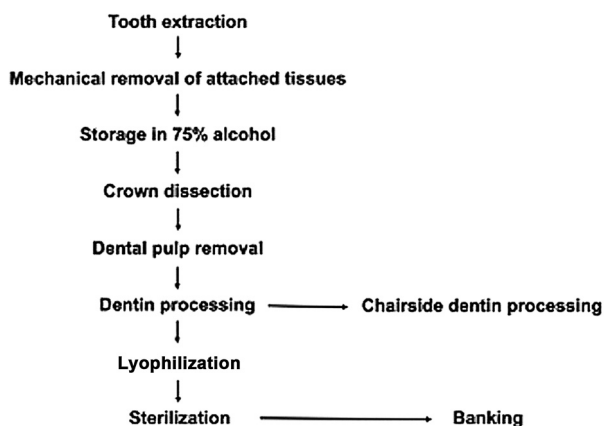 Tooth extraction
Mechanical removal of attached tissues
Storage in 75% alcohol
Crown dissection
Dental pulp removal
Dentin processing
Chairside dentin processing
Lyophilization
Sterilization
Banking